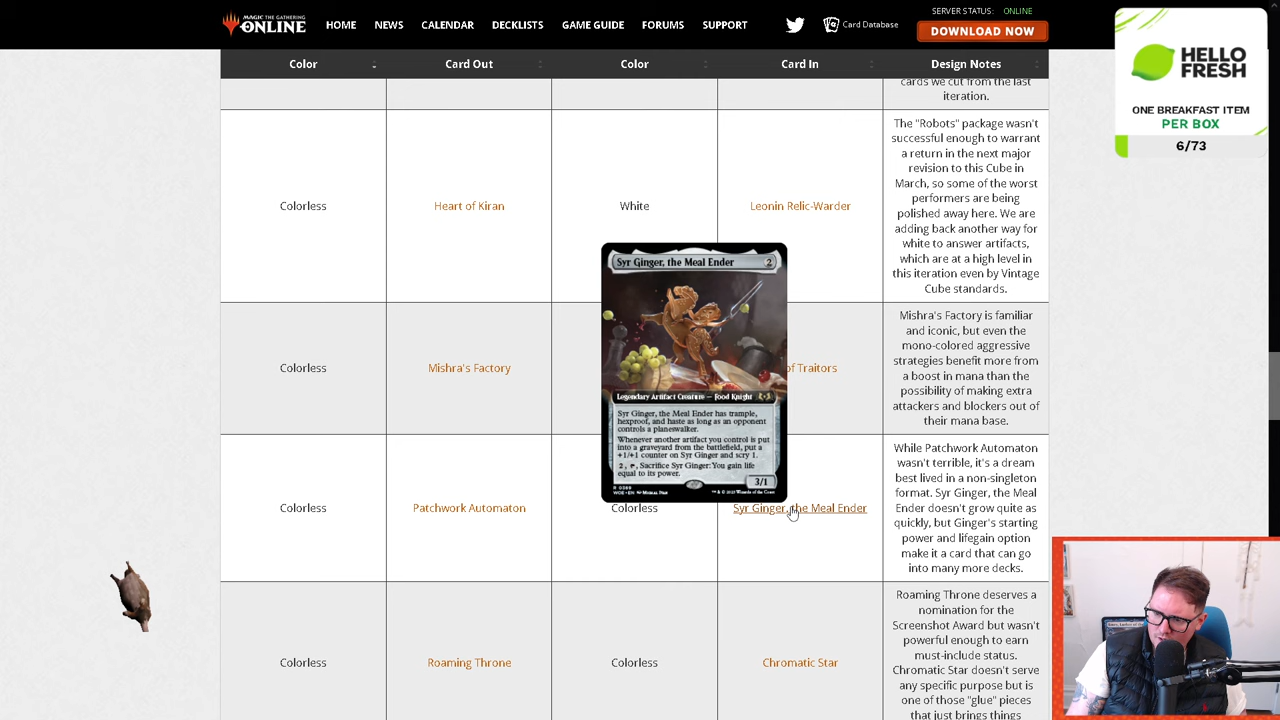 MAGIC THE GATHERING
ONLINE
HOME
NEWS
CALENDAR
DECKLISTS
GAME GUIDE
FORUMS
SUPPORT
Card Database
SERVER STATUS: ONLINE
DOWNLOAD NOW
HELLO
FRESH
ONE BREAKFAST ITEM
PER BOX
6/73
Color
Card Out
Color
Card In
Design Notes
cards we cut from the last
iteration.
Colorless
Heart of Kiran
White
Leonin Relic-Warder
The "Robots" package wasn't
successful enough to warrant
a return in the next major
revision to this Cube in
March, so some of the worst
performers are being
polished away here. We are
adding back another way for
white to answer artifacts,
which are at a high level in
this iteration even by Vintage
Cube standards.
Colorless
Mishra's Factory
of Traitors
Mishra's Factory is familiar
and iconic, but even the
mono-colored aggressive
strategies benefit more from
a boost in mana than the
possibility of making extra
attackers and blockers out of
their mana base.
Syr Ginger, the Meal Ender
2
Legendary Artifact Creature — Food Knight
Syr Ginger, the Meal Ender has trample,
hexproof, and haste as long as an opponent
controls a planeswalker.
Whenever another artifact you control is put
into a graveyard from the battlefield, put a
+1/+1 counter on Syr Ginger and scry 1.
2, , Sacrifice Syr Ginger: You gain life
equal to its power.
3/1
Colorless
Patchwork Automaton
Colorless
Syr Ginger, the Meal Ender
While Patchwork Automaton
wasn't terrible, it's a dream
best lived in a non-singleton
format. Syr Ginger, the Meal
Ender doesn't grow quite as
quickly, but Ginger's starting
power and lifegain option
make it a card that can go
into many more decks.
Colorless
Roaming Throne
Colorless
Chromatic Star
Roaming Throne deserves a
nomination for the
Screenshot Award but wasn't
powerful enough to earn
must-include status.
Chromatic Star doesn't serve
any specific purpose but is
one of those "glue" pieces
that just brings things